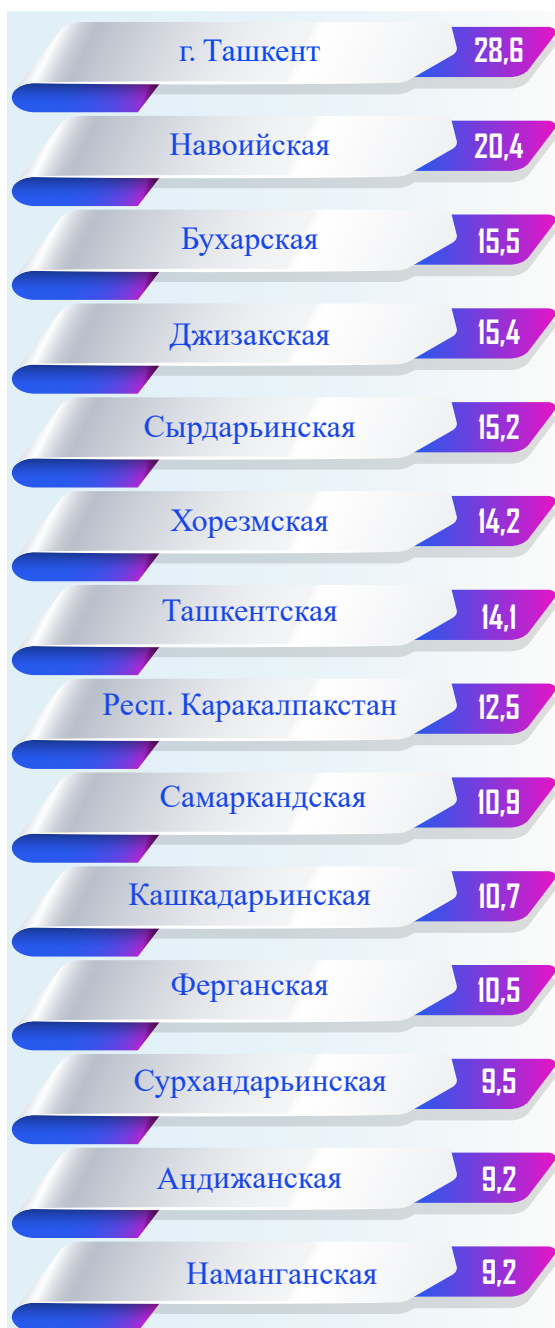 г. Ташкент 28,6
Навоийская 20,4
Бухарская 15,5
Джизакская 15,4
Сырдарьинская 15,2
Хорезмская 14,2
Ташкентская 14,1
Респ. Каракалпакстан 12,5
Самаркандская 10,9
Кашкадарьинская 10,7
Ферганская 10,5
Сурхандарьинская 9,5
Андижанская 9,2
Наманганская 9,2